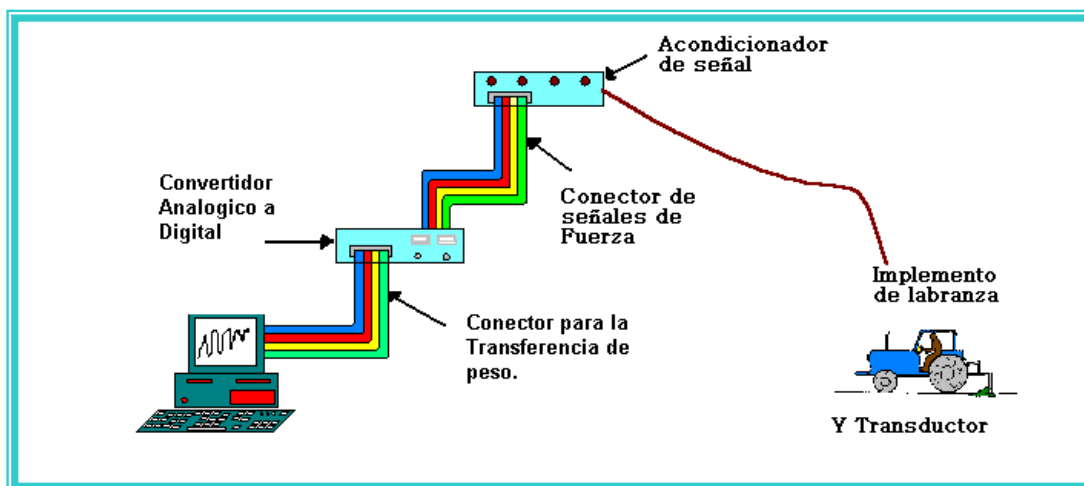 Acondicionador
de señal
Convertidor
Analogico a
Digital
Conector de
señales de
Fuerza
Implemento
de labranza
Conector para la
Transferencia de
peso.
Y Transductor